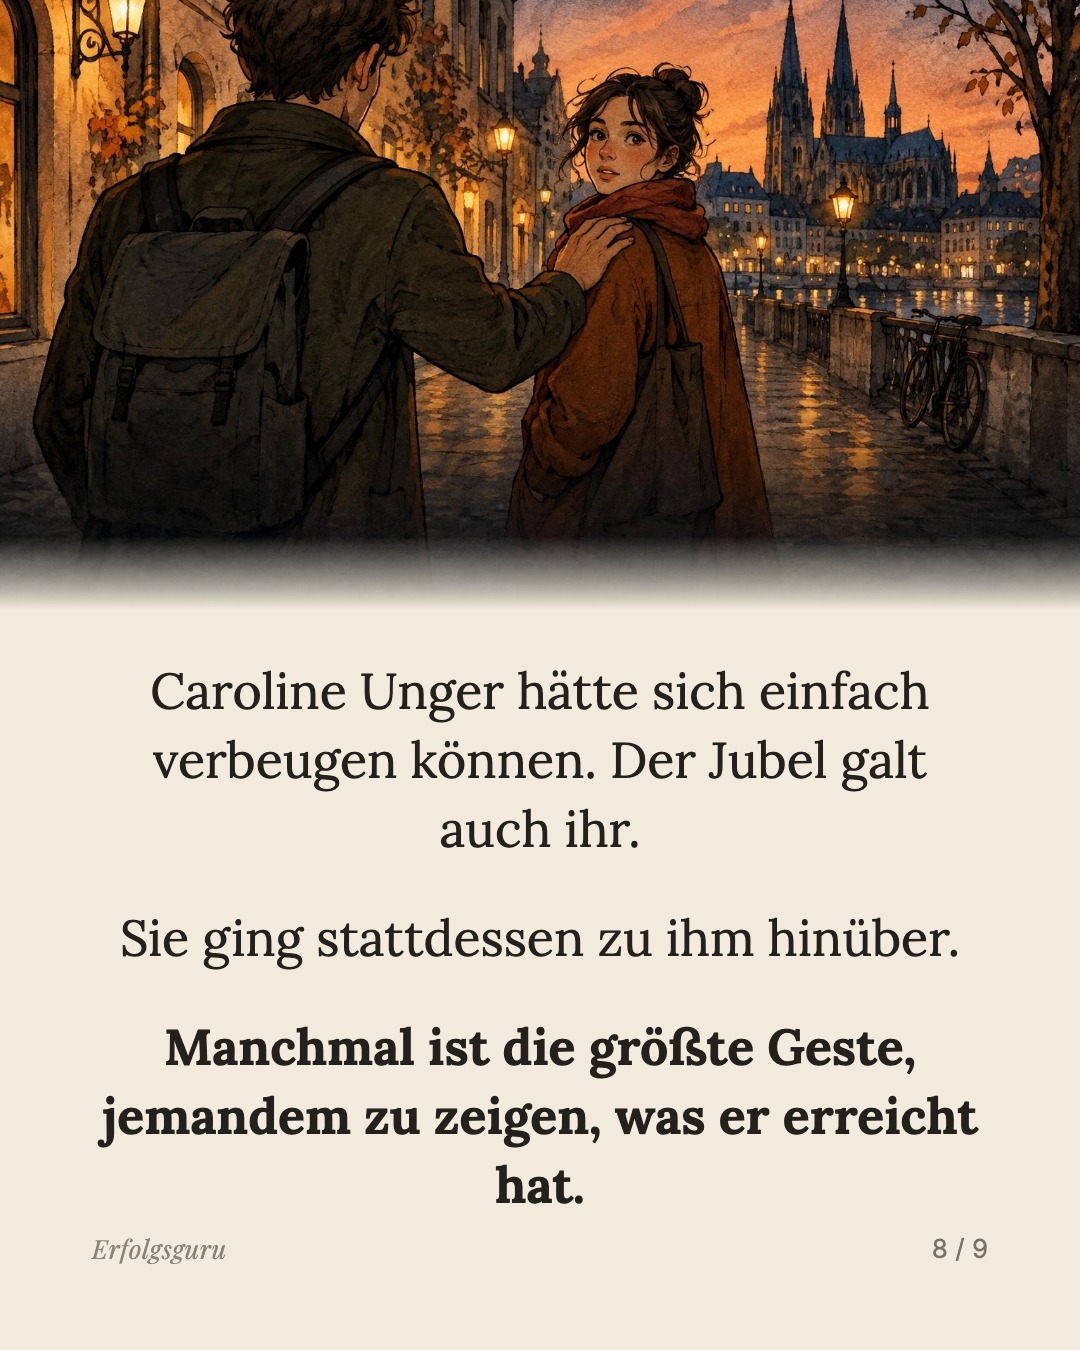 Caroline Unger hätte sich einfach
verbeugen können. Der Jubel galt
auch ihr.
Sie ging stattdessen zu ihm hinüber.
Manchmal ist die größte Geste,
jemandem zu zeigen, was er erreicht
hat.
Erfolgsguru
8 / 9